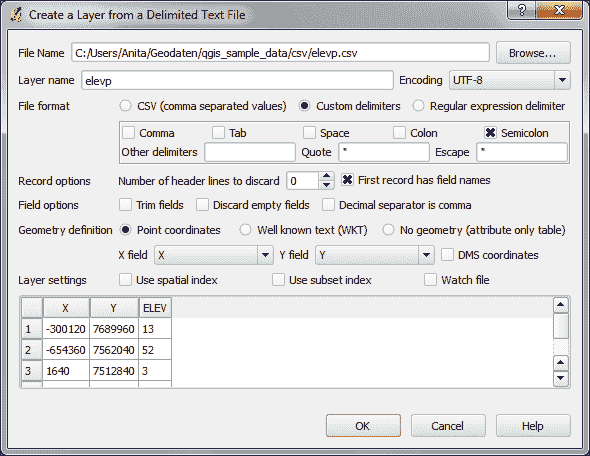 Create a Layer from a Delimited Text File
File Name C:/Users/Anita/Geodaten/qgis_sample_data/csv/elevp.csv Browse...
Layer name elevp Encoding UTF-8
File format CSV (comma separated values) Custom delimiters Regular expression delimiter
Comma Tab Space Colon Semicolon
Other delimiters Quote " Escape "
Record options Number of header lines to discard 0 First record has field names
Field options Trim fields Discard empty fields Decimal separator is comma
Geometry definition Point coordinates Well known text (WKT) No geometry (attribute only table)
X field X Y field Y DMS coordinates
Layer settings Use spatial index Use subset index Watch file
X Y ELEV
1 -300120 7689960 13
2 -654360 7562040 52
3 1640 7512840 3
OK Cancel Help